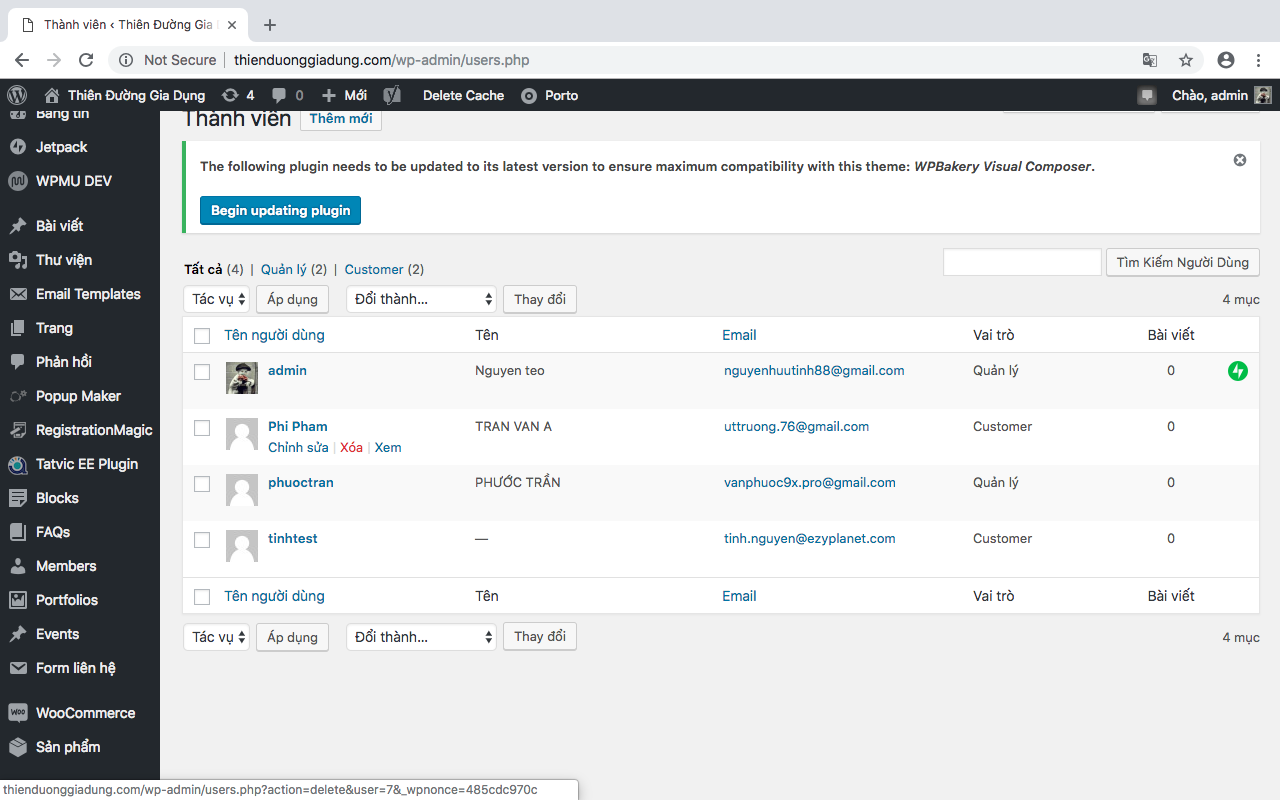 Thành viên ‹ Thiên Đường Gia
Not Secure | thienduonggiadung.com/wp-admin/users.php
Thiên Đường Gia Dụng 4 0 Mới Delete Cache Porto Chào, admin
Bảng tin
Jetpack
WPMU DEV
Bài viết
Thư viện
Email Templates
Trang
Phản hồi
Popup Maker
RegistrationMagic
Tatvic EE Plugin
Blocks
FAQs
Members
Portfolios
Events
Form liên hệ
WooCommerce
Sản phẩm
Thành viên Thêm mới
The following plugin needs to be updated to its latest version to ensure maximum compatibility with this theme: WPBakery Visual Composer.
Begin updating plugin
Tất cả (4) | Quản lý (2) | Customer (2)
Tìm Kiếm Người Dùng
Tác vụ Áp dụng Đổi thành... Thay đổi 4 mục
Tên người dùng Tên Email Vai trò Bài viết
admin Nguyen teo nguyenhuutinh88@gmail.com Quản lý 0
Phi Pham TRAN VAN A uttruong.76@gmail.com Customer 0
Chỉnh sửa | Xóa | Xem
phuoctran PHƯỚC TRẦN vanphuoc9x.pro@gmail.com Quản lý 0
tinhtest — tinh.nguyen@ezyplanet.com Customer 0
Tên người dùng Tên Email Vai trò Bài viết
Tác vụ Áp dụng Đổi thành... Thay đổi 4 mục
thienduonggiadung.com/wp-admin/users.php?action=delete&user=7&_wpnonce=485cdc970c